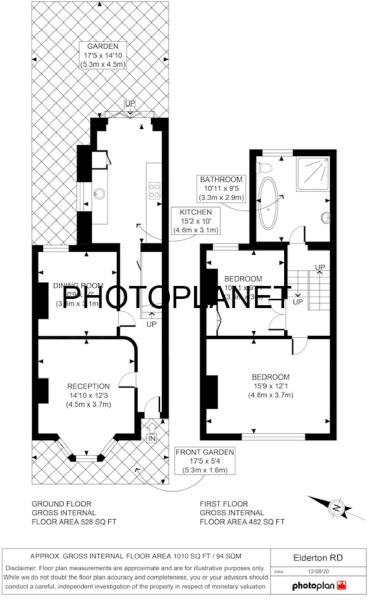 GARDEN
17'5 x 14'10
(5.3m x 4.5m)
UP
BATHROOM
10'11 x 9'5
(3.3m x 2.9m)
KITCHEN
15'2 x 10'
(4.6m x 3.1m)
DINING ROOM
BEDROOM
UP
PHOTOPLANET
UP
UP
RECEPTION
14'10 x 12'3
(4.5m x 3.7m)
BEDROOM
15'9 x 12'1
(4.8m x 3.7m)
IN
FRONT GARDEN
17'5 x 5'4
(5.3m x 1.6m)
GROUND FLOOR
GROSS INTERNAL
FLOOR AREA 528 SQ FT
FIRST FLOOR
GROSS INTERNAL
FLOOR AREA 482 SQ FT
N
APPROX. GROSS INTERNAL FLOOR AREA 1010 SQ FT / 94 SQM
Disclaimer: Floor plan measurements are approximate and are for illustrative purposes only.
While we do not doubt the floor plan accuracy and completeness, you or your advisors should
conduct a careful, independent investigation of the property in respect of monetary valuation
Elderton RD
date 12/08/20
photoplan